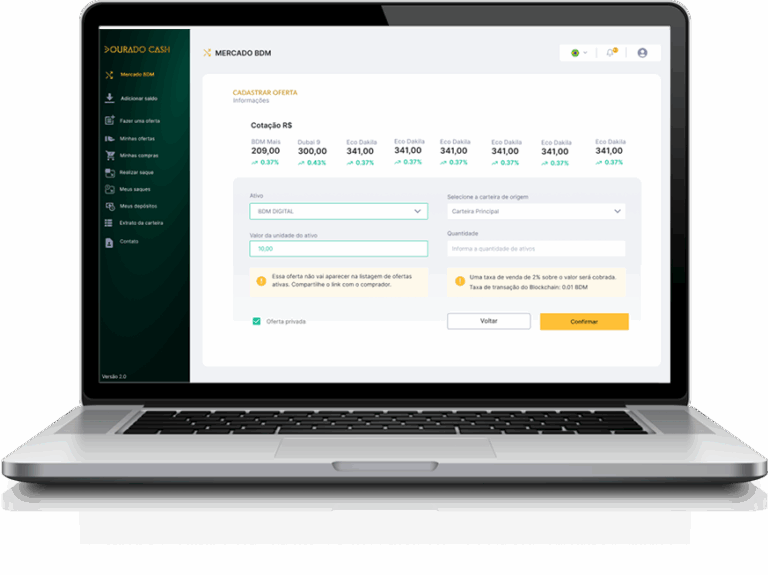 DOURADO CASH
MERCADO BDM
Mercado BDM
Adicionar saldo
Fazer uma oferta
Minhas ofertas
Minhas compras
Realizar saque
Meus saques
Meus depósitos
Extrato da carteira
Contato
Versão 2.0
CADASTRAR OFERTA
Informações
Cotação R$
BDM Mais Dubai 9 Eco Dakila Eco Dakila Eco Dakila Eco Dakila Eco Dakila Eco Dakila
209,00 300,00 341,00 341,00 341,00 341,00 341,00 341,00
0.37% 0.43% 0.37% 0.37% 0.37% 0.37% 0.37% 0.37%
Ativo
BDM DIGITAL
Selecione a carteira de origem
Carteira Principal
Valor da unidade do ativo
10,00
Quantidade
Informa a quantidade de ativos
Essa oferta não vai aparecer na listagem de ofertas
ativas. Compartilhe o link com o comprador.
Uma taxa de venda de 2% sobre o valor será cobrada.
Taxa de transação do Blockchain: 0.01 BDM
Oferta privada
Voltar
Confirmar